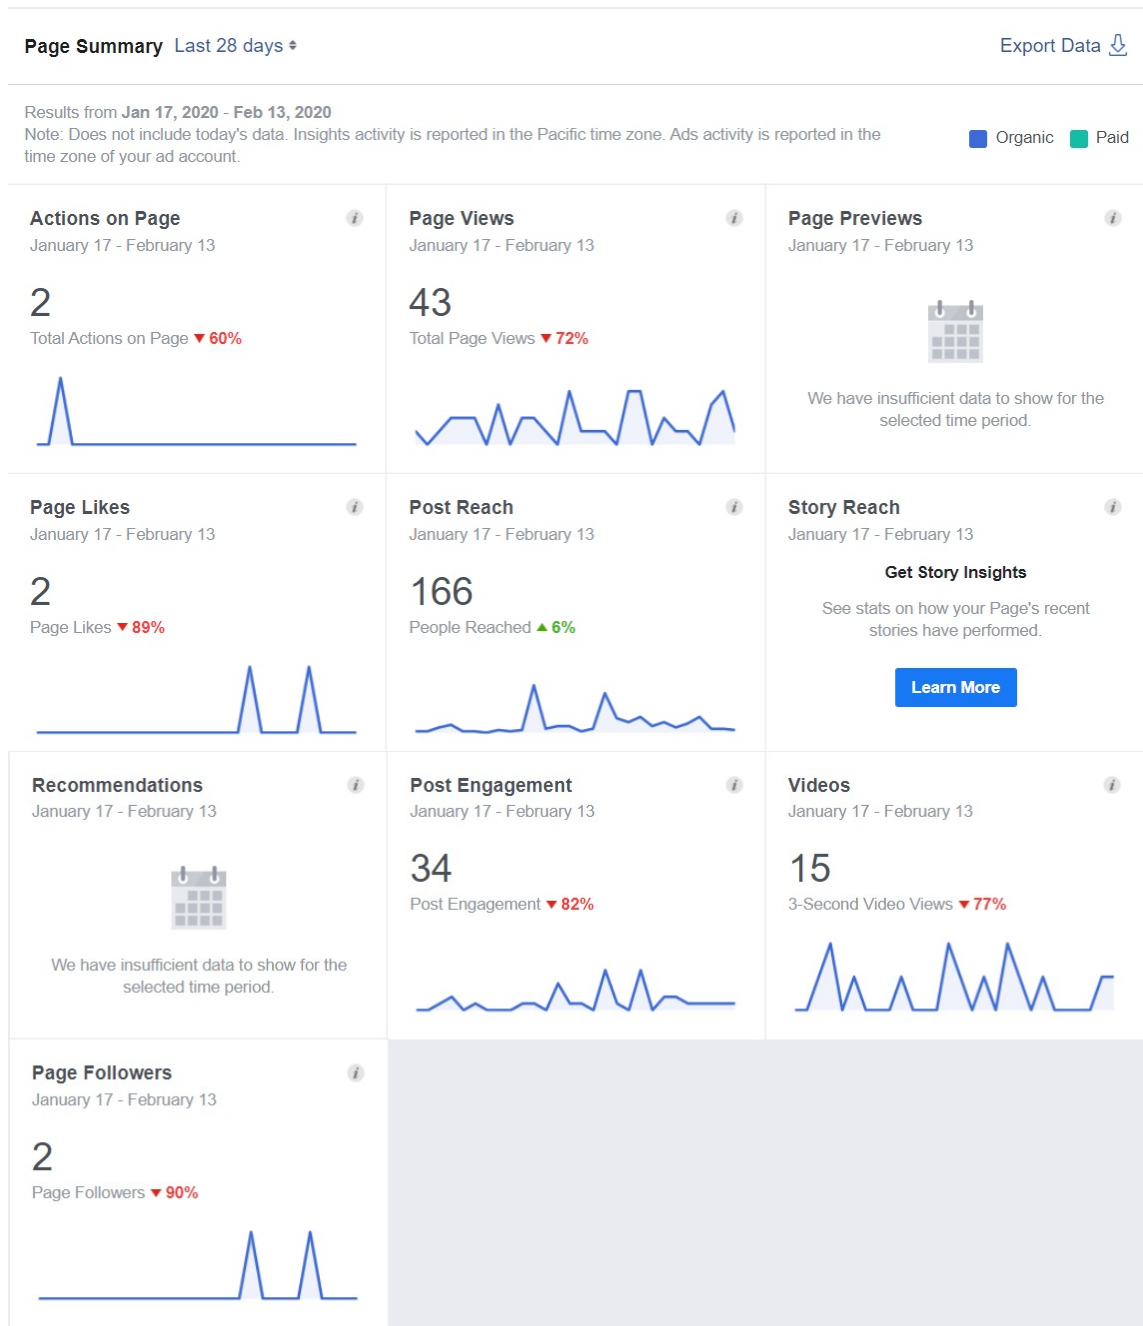 Page Summary Last 28 days
Export Data
Results from Jan 17, 2020 - Feb 13, 2020
Note: Does not include today's data. Insights activity is reported in the Pacific time zone. Ads activity is reported in the
time zone of your ad account.
Organic Paid
Actions on Page
January 17 - February 13
2
Total Actions on Page 60%
Page Views
January 17 - February 13
43
Total Page Views 72%
Page Previews
January 17 - February 13
We have insufficient data to show for the
selected time period.
Page Likes
January 17 - February 13
2
Page Likes 89%
Post Reach
January 17 - February 13
166
People Reached 6%
Story Reach
January 17 - February 13
Get Story Insights
See stats on how your Page's recent
stories have performed.
Learn More
Recommendations
January 17 - February 13
We have insufficient data to show for the
selected time period.
Post Engagement
January 17 - February 13
34
Post Engagement 82%
Videos
January 17 - February 13
15
3-Second Video Views 77%
Page Followers
January 17 - February 13
2
Page Followers 90%